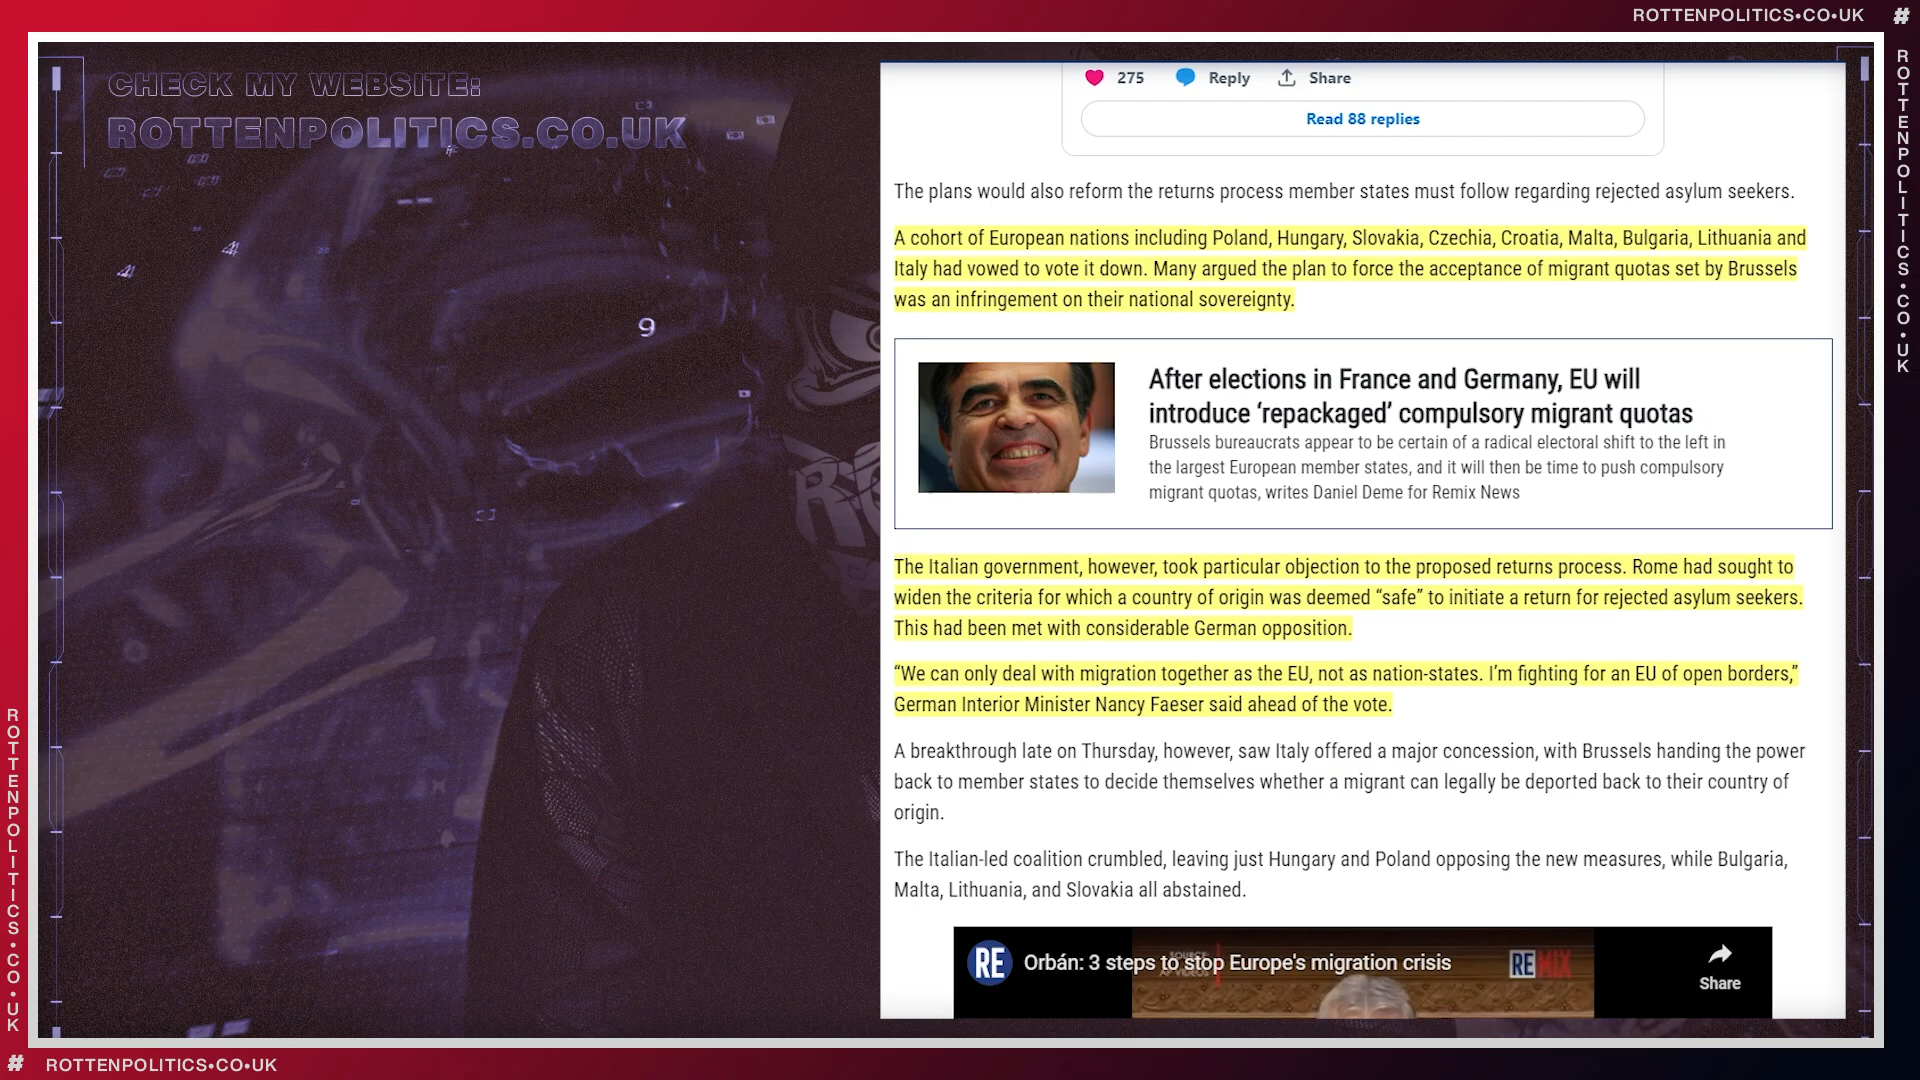 ROTTENPOLITICS•CO•UK #
ROTTENPOLITICS•CO•UK
CHECK MY WEBSITE:
ROTTENPOLITICS.CO.UK
9
275 Reply Share
Read 88 replies
The plans would also reform the returns process member states must follow regarding rejected asylum seekers.
A cohort of European nations including Poland, Hungary, Slovakia, Czechia, Croatia, Malta, Bulgaria, Lithuania and
Italy had vowed to vote it down. Many argued the plan to force the acceptance of migrant quotas set by Brussels
was an infringement on their national sovereignty.
After elections in France and Germany, EU will
introduce ‘repackaged’ compulsory migrant quotas
Brussels bureaucrats appear to be certain of a radical electoral shift to the left in
the largest European member states, and it will then be time to push compulsory
migrant quotas, writes Daniel Deme for Remix News
The Italian government, however, took particular objection to the proposed returns process. Rome had sought to
widen the criteria for which a country of origin was deemed “safe” to initiate a return for rejected asylum seekers.
This had been met with considerable German opposition.
“We can only deal with migration together as the EU, not as nation-states. I’m fighting for an EU of open borders,”
German Interior Minister Nancy Faeser said ahead of the vote.
A breakthrough late on Thursday, however, saw Italy offered a major concession, with Brussels handing the power
back to member states to decide themselves whether a migrant can legally be deported back to their country of
origin.
The Italian-led coalition crumbled, leaving just Hungary and Poland opposing the new measures, while Bulgaria,
Malta, Lithuania, and Slovakia all abstained.
RE Orbán: 3 steps to stop Europe's migration crisis
SOURCE
AP VIDEOS
REMIX
Share
ROTTENPOLITICS•CO•UK
# ROTTENPOLITICS•CO•UK